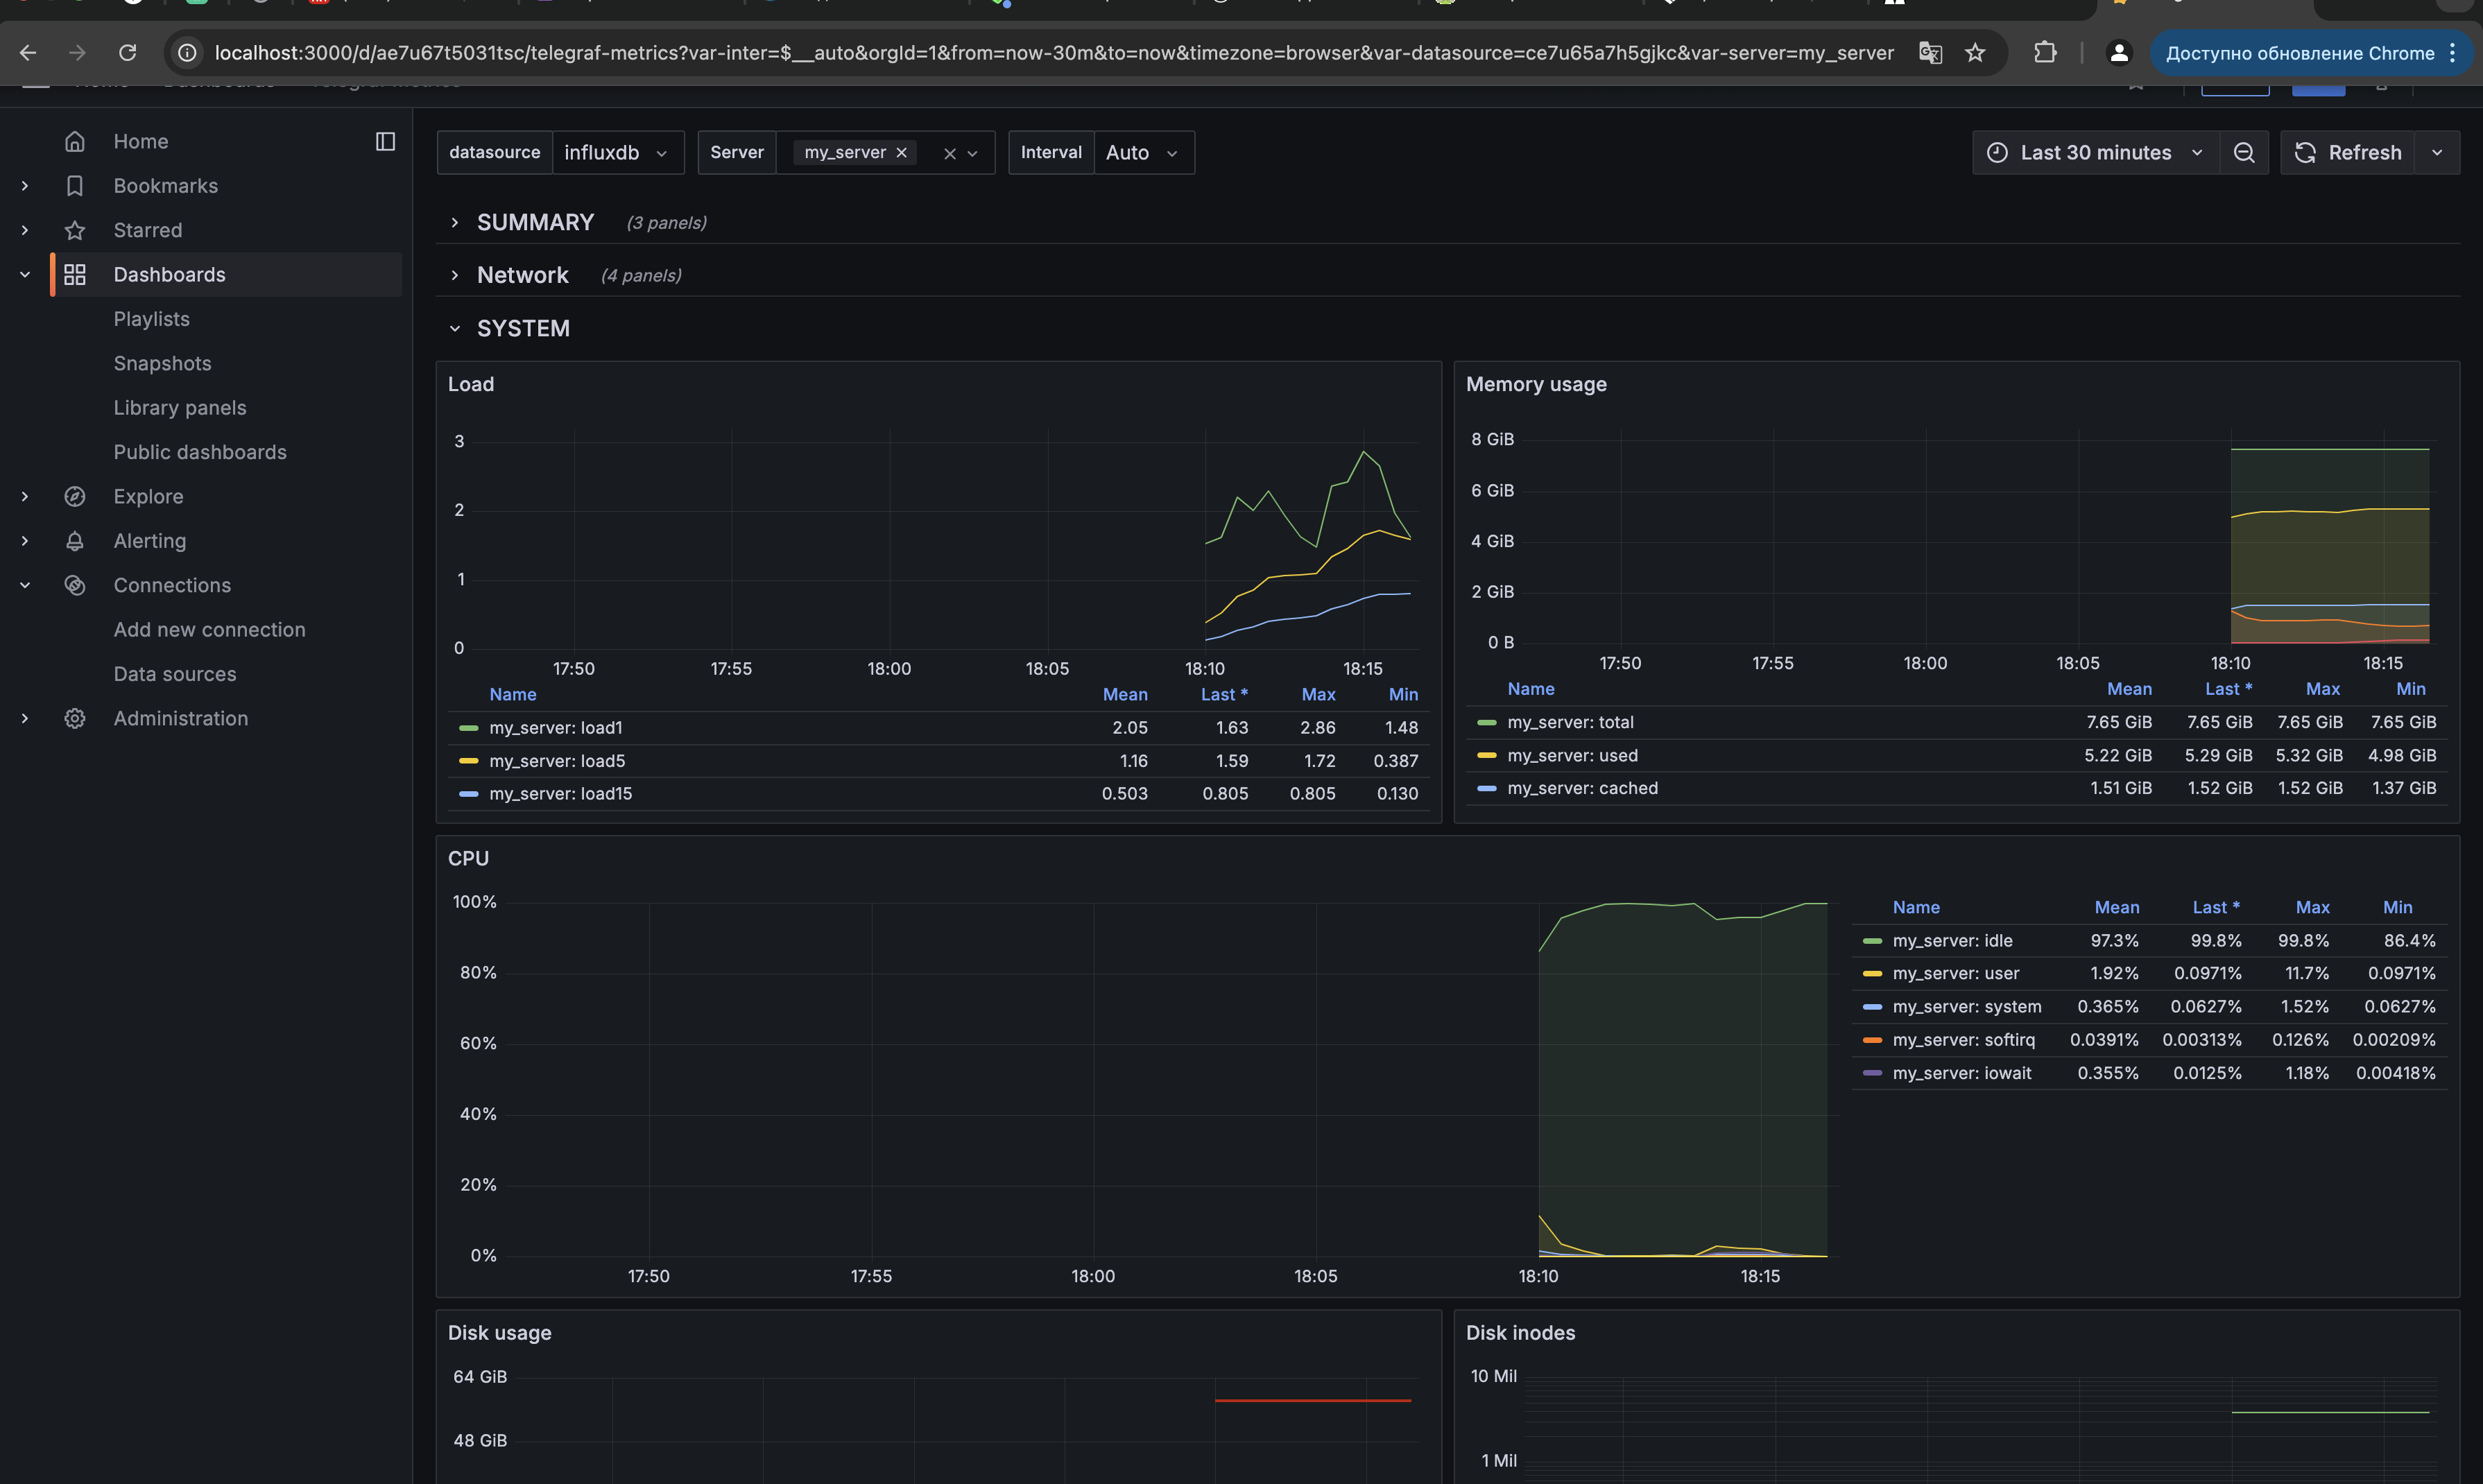 localhost:3000/d/ae7u67t5031tsc/telegraf-metrics?var-inter=$__auto&orgId=1&from=now-30m&to=now&timezone=browser&var-datasource=ce7u65a7h5gjkc&var-server=my_server
Доступно обновление Chrome
Home
Bookmarks
Starred
Dashboards
Playlists
Snapshots
Library panels
Public dashboards
Explore
Alerting
Connections
Add new connection
Data sources
Administration
datasource influxdb Server my_server Interval Auto Last 30 minutes Refresh
SUMMARY (3 panels)
Network (4 panels)
SYSTEM
Load
3
2
1
0
17:50 17:55 18:00 18:05 18:10 18:15
Name Mean Last * Max Min
my_server: load1 2.05 1.63 2.86 1.48
my_server: load5 1.16 1.59 1.72 0.387
my_server: load15 0.503 0.805 0.805 0.130
Memory usage
8 GiB
6 GiB
4 GiB
2 GiB
0 B
17:50 17:55 18:00 18:05 18:10 18:15
Name Mean Last * Max Min
my_server: total 7.65 GiB 7.65 GiB 7.65 GiB 7.65 GiB
my_server: used 5.22 GiB 5.29 GiB 5.32 GiB 4.98 GiB
my_server: cached 1.51 GiB 1.52 GiB 1.52 GiB 1.37 GiB
CPU
100%
80%
60%
40%
20%
0%
17:50 17:55 18:00 18:05 18:10 18:15
Name Mean Last * Max Min
my_server: idle 97.3% 99.8% 99.8% 86.4%
my_server: user 1.92% 0.0971% 11.7% 0.0971%
my_server: system 0.365% 0.0627% 1.52% 0.0627%
my_server: softirq 0.0391% 0.00313% 0.126% 0.00209%
my_server: iowait 0.355% 0.0125% 1.18% 0.00418%
Disk usage
64 GiB
48 GiB
Disk inodes
10 Mil
1 Mil